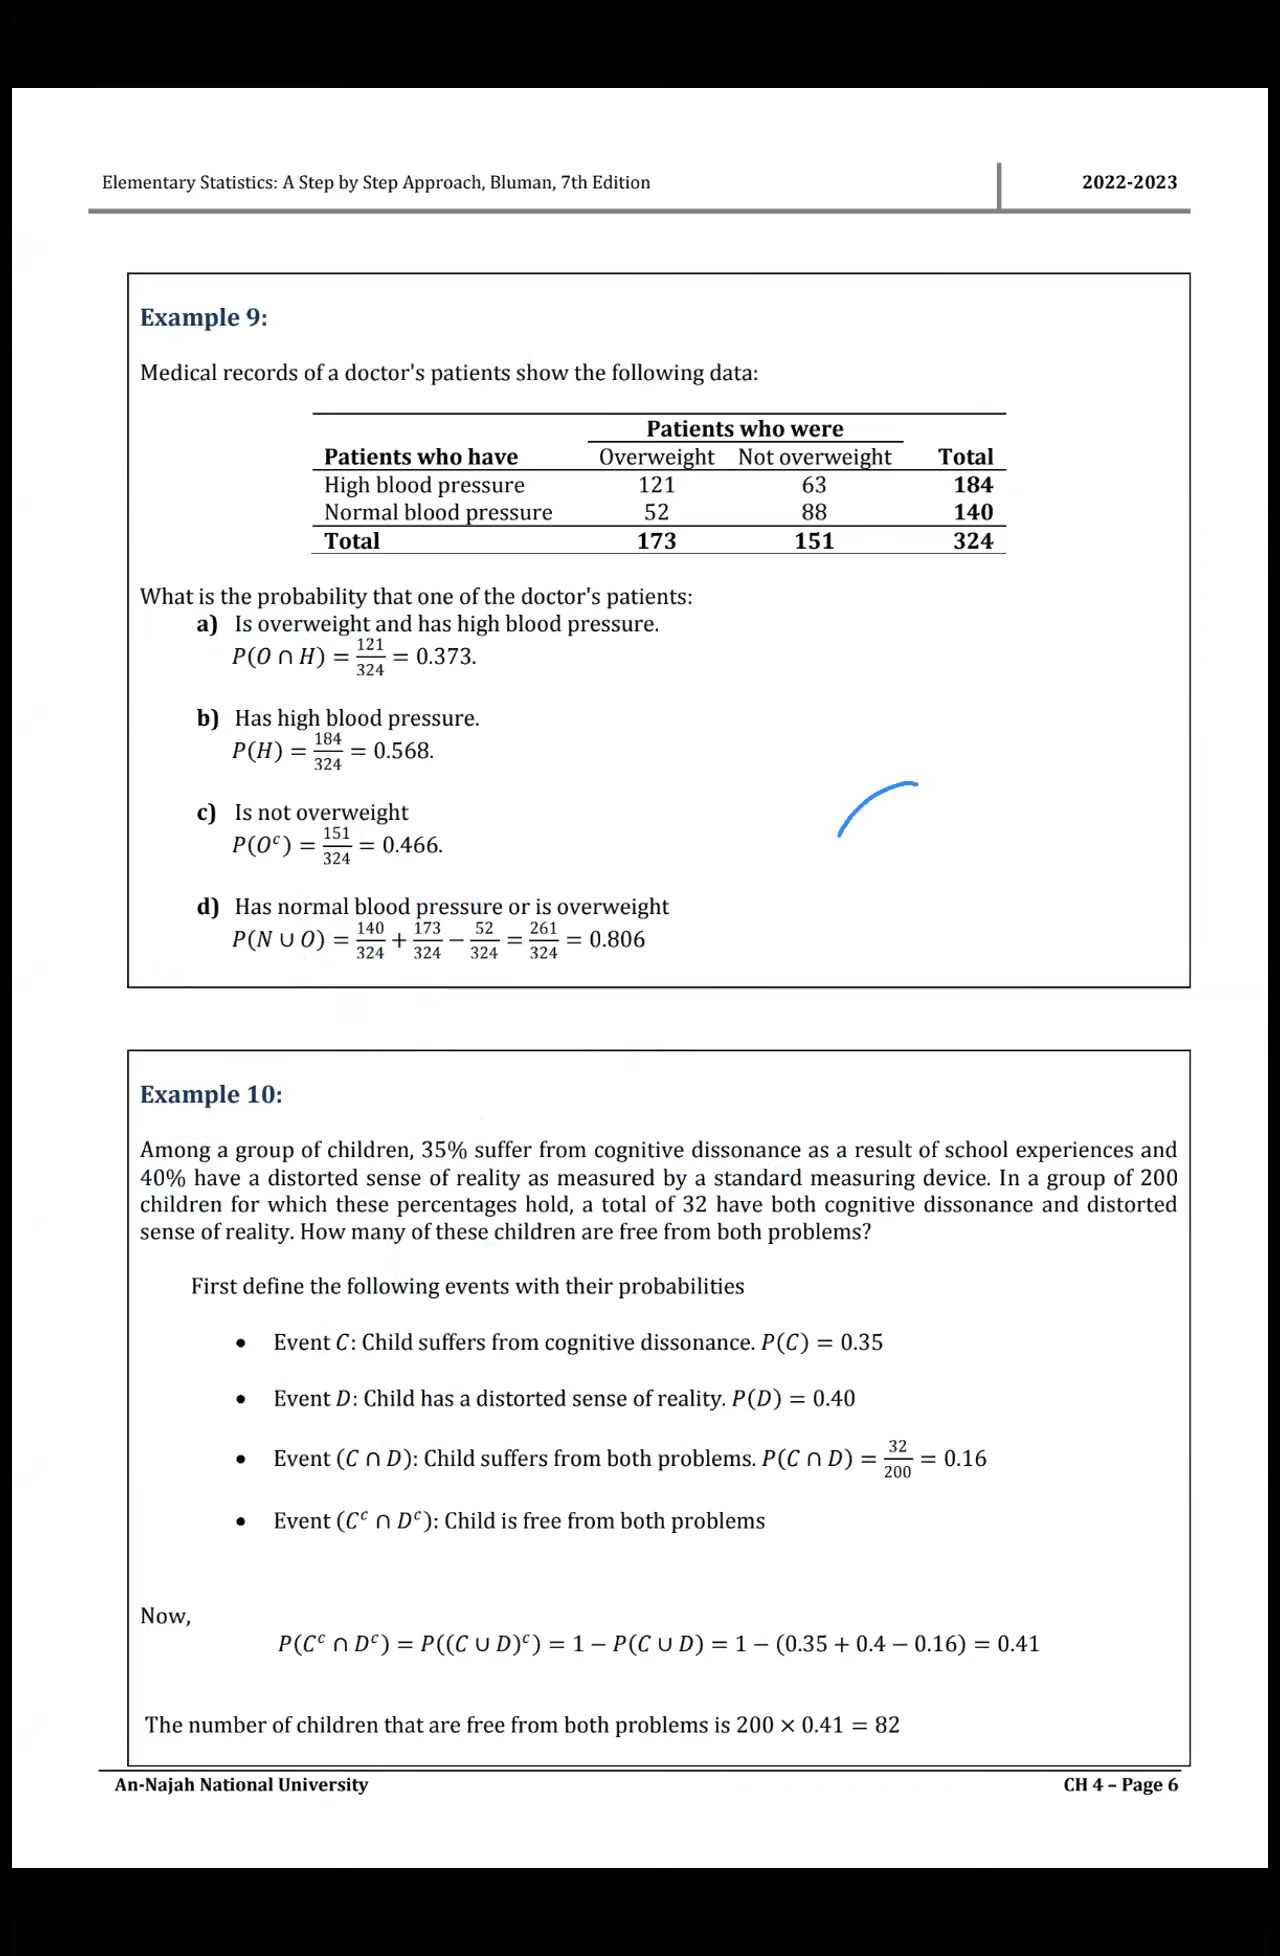 Elementary Statistics: A Step by Step Approach, Bluman, 7th Edition 2022-2023
Example 9:
Medical records of a doctor's patients show the following data:
Patients who were
Patients who have Overweight Not overweight Total
High blood pressure 121 63 184
Normal blood pressure 52 88 140
Total 173 151 324
What is the probability that one of the doctor's patients:
a) Is overweight and has high blood pressure.
P(O ∩ H) = 121/324 = 0.373.
b) Has high blood pressure.
P(H) = 184/324 = 0.568.
c) Is not overweight
P(Oᶜ) = 151/324 = 0.466.
d) Has normal blood pressure or is overweight
P(N ∪ O) = 140/324 + 173/324 − 52/324 = 261/324 = 0.806
Example 10:
Among a group of children, 35% suffer from cognitive dissonance as a result of school experiences and
40% have a distorted sense of reality as measured by a standard measuring device. In a group of 200
children for which these percentages hold, a total of 32 have both cognitive dissonance and distorted
sense of reality. How many of these children are free from both problems?
First define the following events with their probabilities
• Event C: Child suffers from cognitive dissonance. P(C) = 0.35
• Event D: Child has a distorted sense of reality. P(D) = 0.40
• Event (C ∩ D): Child suffers from both problems. P(C ∩ D) = 32/200 = 0.16
• Event (Cᶜ ∩ Dᶜ): Child is free from both problems
Now,
P(Cᶜ ∩ Dᶜ) = P((C ∪ D)ᶜ) = 1 − P(C ∪ D) = 1 − (0.35 + 0.4 − 0.16) = 0.41
The number of children that are free from both problems is 200 × 0.41 = 82
An-Najah National University CH 4 – Page 6